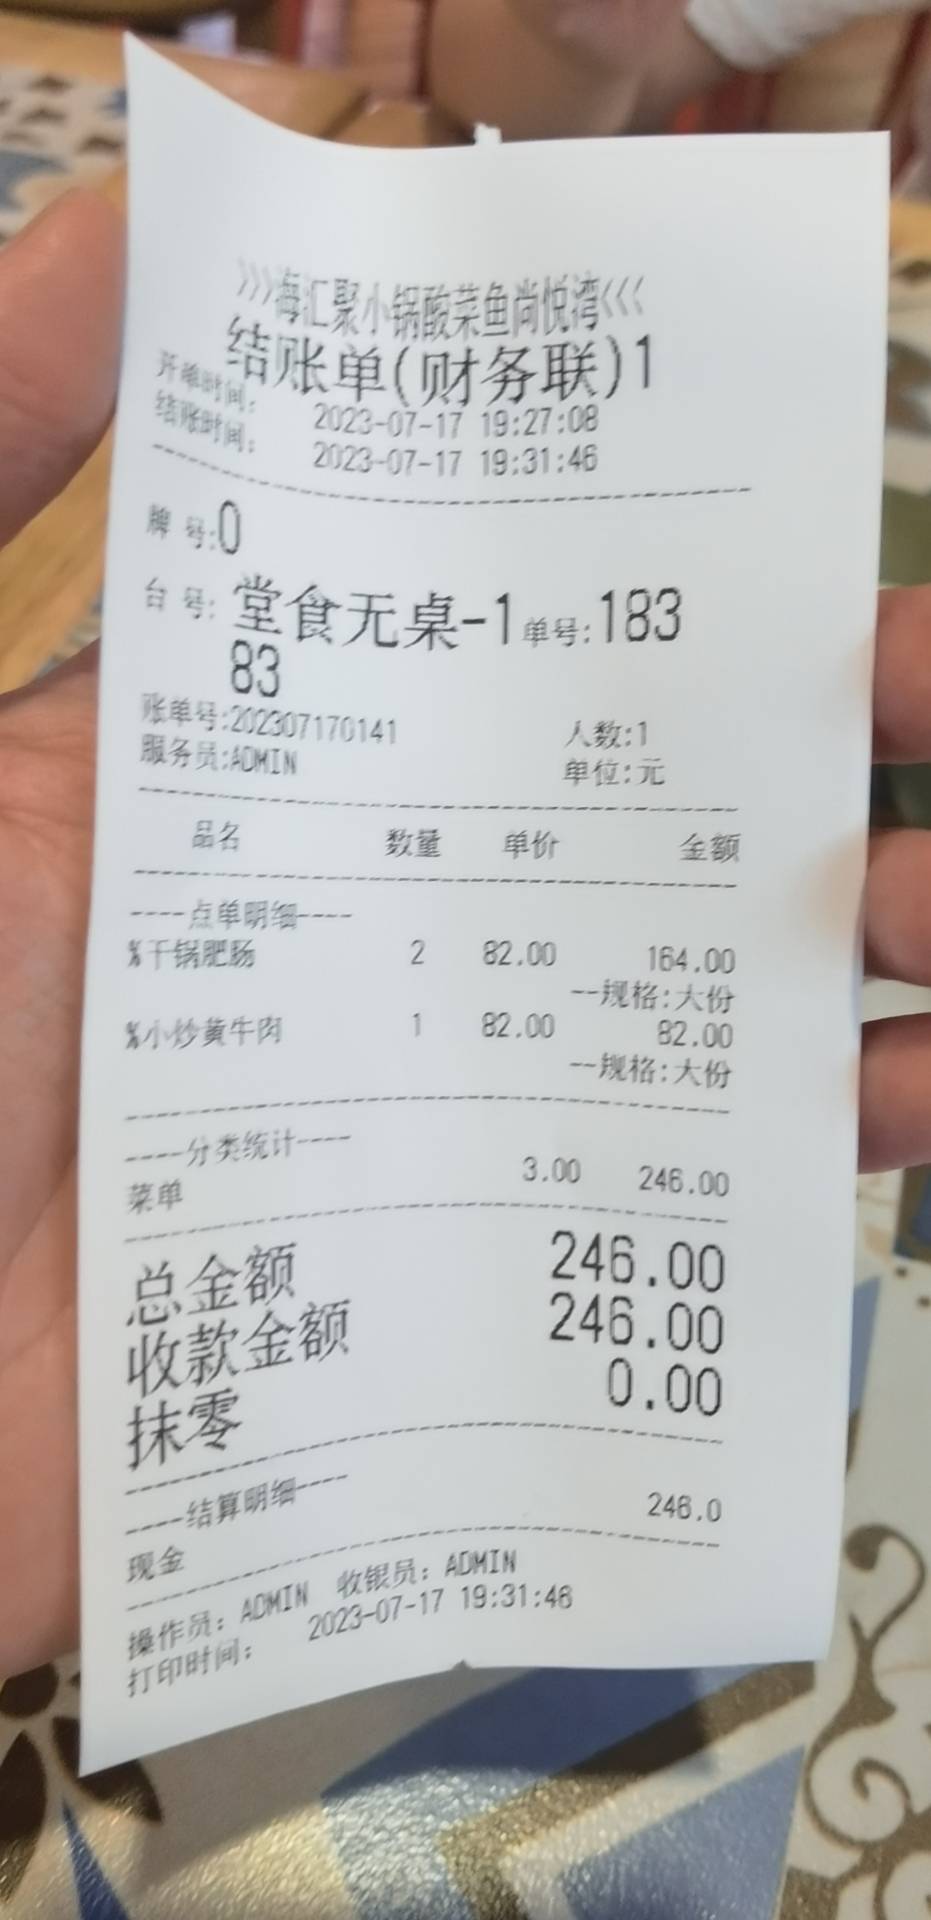 >>>海汇聚小锅酸菜鱼尚悦湾<<<
结账单(财务联)1
开单时间: 2023-07-17 19:27:08
结账时间: 2023-07-17 19:31:46
牌 号:0
台 号: 堂食无桌-1单号:183
83
账单号:202307170141 人数:1
服务员:ADMIN 单位:元
品名 数量 单价 金额
----点单明细----
%干锅肥肠 2 82.00 164.00
--规格:大份
%小炒黄牛肉 1 82.00 82.00
--规格:大份
----分类统计----
菜单 3.00 246.00
总金额 246.00
收款金额 246.00
抹零 0.00
----结算明细----
现金 246.0
操作员: ADMIN 收银员: ADMIN
打印时间: 2023-07-17 19:31:46